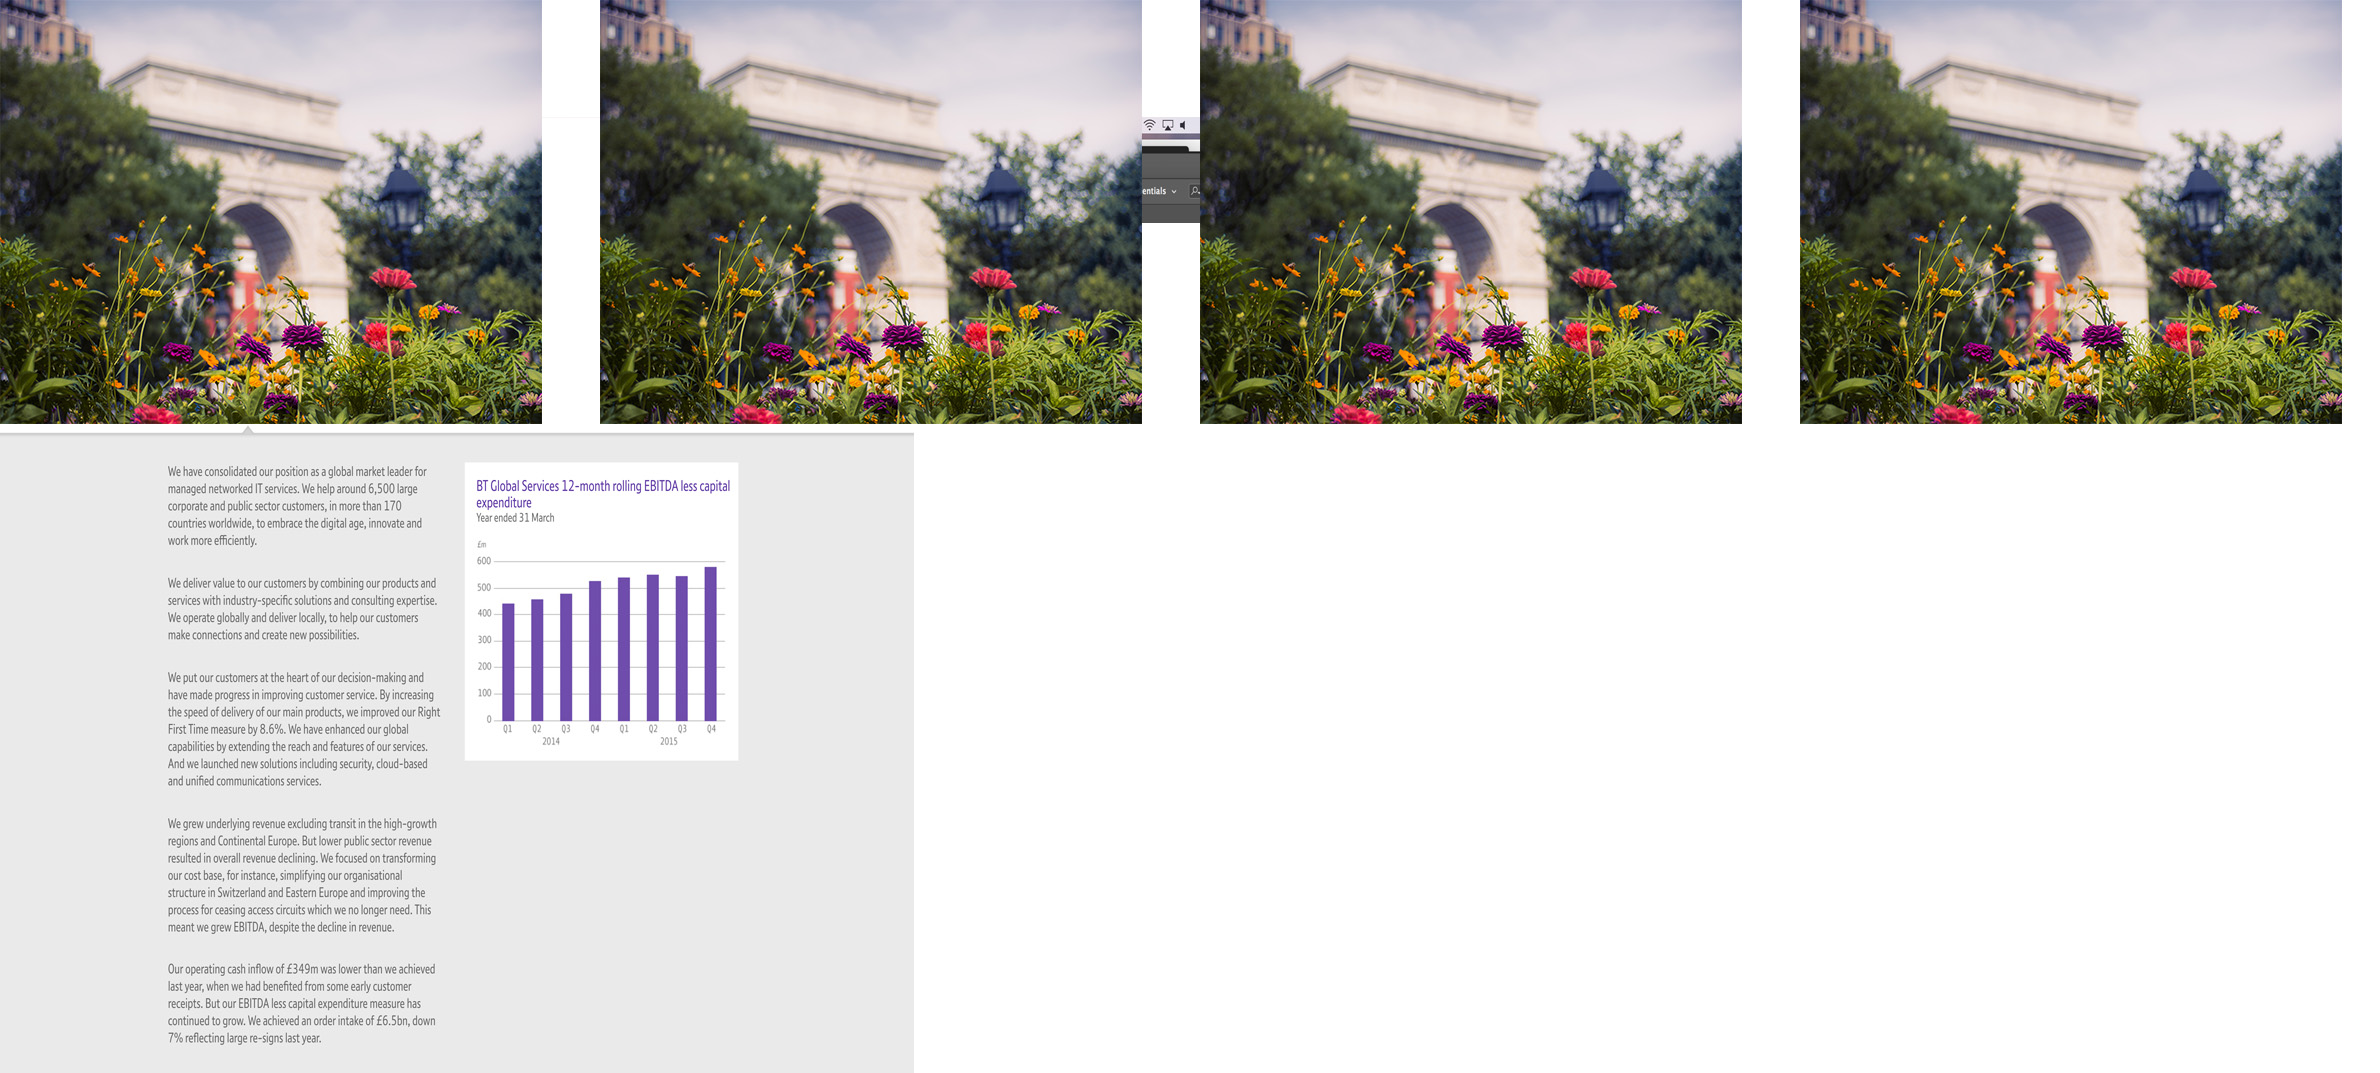 entials
We have consolidated our position as a global market leader for
managed networked IT services. We help around 6,500 large
corporate and public sector customers, in more than 170
countries worldwide, to embrace the digital age, innovate and
work more efficiently.
We deliver value to our customers by combining our products and
services with industry-specific solutions and consulting expertise.
We operate globally and deliver locally, to help our customers
make connections and create new possibilities.
We put our customers at the heart of our decision-making and
have made progress in improving customer service. By increasing
the speed of delivery of our main products, we improved our Right
First Time measure by 8.6%. We have enhanced our global
capabilities by extending the reach and features of our services.
And we launched new solutions including security, cloud-based
and unified communications services.
We grew underlying revenue excluding transit in the high-growth
regions and Continental Europe. But lower public sector revenue
resulted in overall revenue declining. We focused on transforming
our cost base, for instance, simplifying our organisational
structure in Switzerland and Eastern Europe and improving the
process for ceasing access circuits which we no longer need. This
meant we grew EBITDA, despite the decline in revenue.
Our operating cash inflow of £349m was lower than we achieved
last year, when we had benefited from some early customer
receipts. But our EBITDA less capital expenditure measure has
continued to grow. We achieved an order intake of £6.5bn, down
7% reflecting large re-signs last year.
BT Global Services 12-month rolling EBITDA less capital
expenditure
Year ended 31 March
£m
600
500
400
300
200
100
0
Q1 Q2 Q3 Q4 Q1 Q2 Q3 Q4
2014 2015